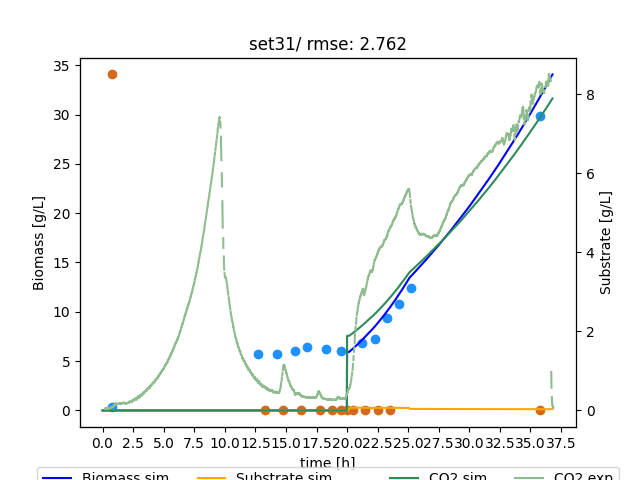 set31/ rmse: 2.762
35
30
25
20
15
10
5
0
Biomass [g/L]
8
6
4
2
0
Substrate [g/L]
0.0 2.5 5.0 7.5 10.0 12.5 15.0 17.5 20.0 22.5 25.0 27.5 30.0 32.5 35.0 37.5
time [h]
Biomass sim Substrate sim CO2 sim CO2 exp